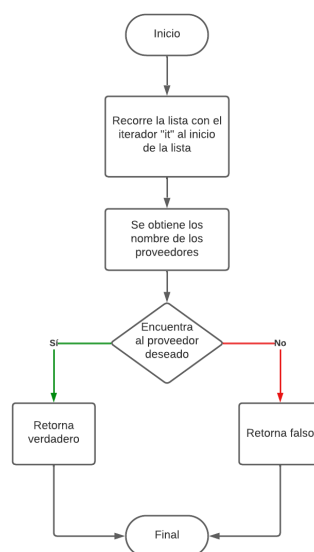 Inicio
Recorre la lista con el
iterador "it" al inicio
de la lista
Se obtiene los
nombre de los
proveedores
Encuentra
al proveedor
deseado
Sí
No
Retorna
verdadero
Retorna falso
Final